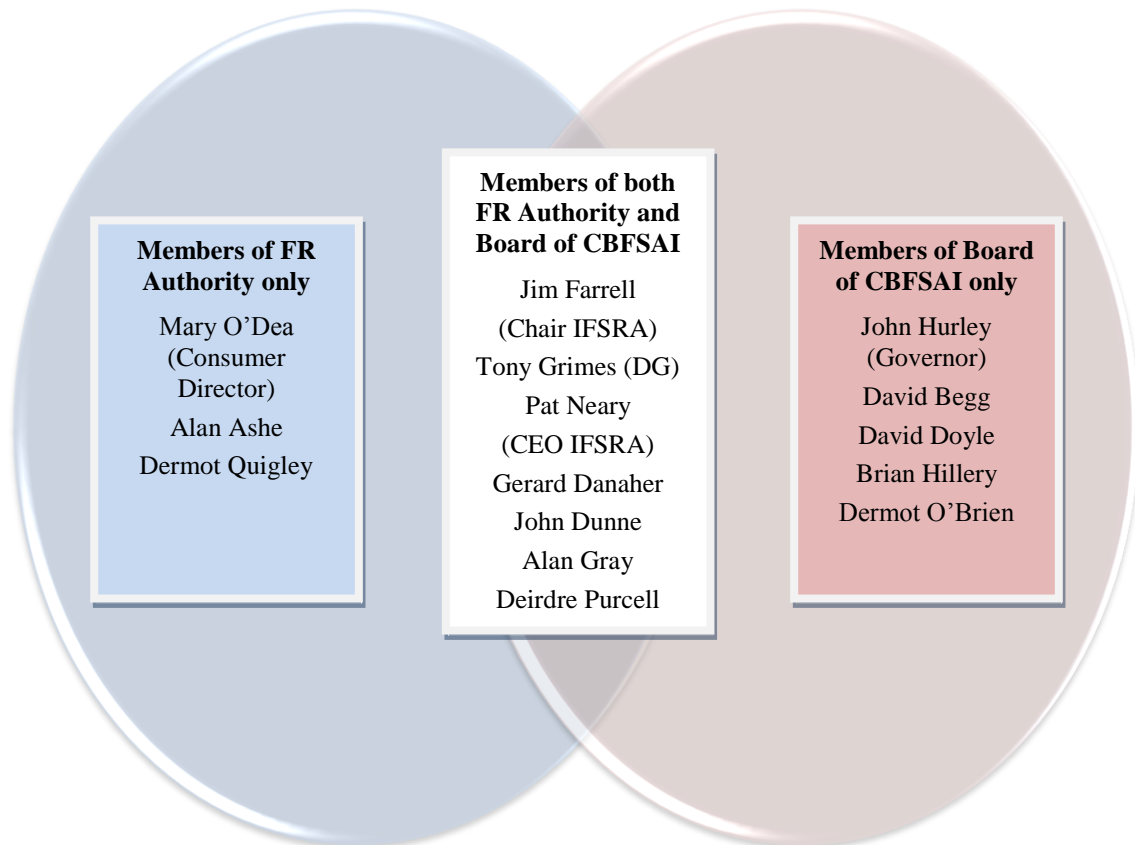 Members of FR
Authority only
Mary O’Dea
(Consumer
Director)
Alan Ashe
Dermot Quigley
Members of both
FR Authority and
Board of CBFSAI
Jim Farrell
(Chair IFSRA)
Tony Grimes (DG)
Pat Neary
(CEO IFSRA)
Gerard Danaher
John Dunne
Alan Gray
Deirdre Purcell
Members of Board
of CBFSAI only
John Hurley
(Governor)
David Begg
David Doyle
Brian Hillery
Dermot O’Brien